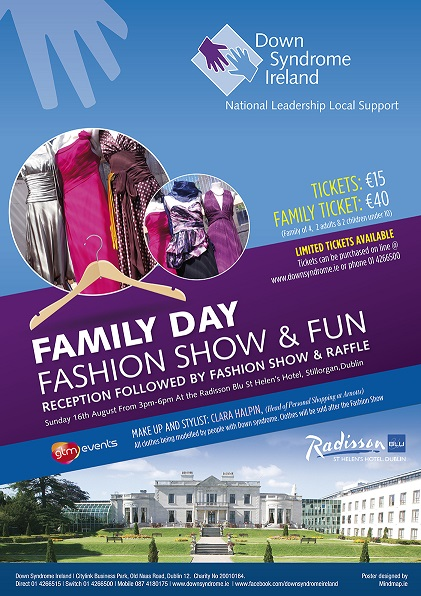 Down
Syndrome
Ireland
National Leadership Local Support
TICKETS: €15
FAMILY TICKET: €40
(Family of 4, 2 adults & 2 children under 10)
LIMITED TICKETS AVAILABLE
Tickets can be purchased on line @
www.downsyndrome.ie or phone 01 4266500
FAMILY DAY
FASHION SHOW & FUN
RECEPTION FOLLOWED BY FASHION SHOW & RAFFLE
Sunday 16th August From 3pm-6pm At the Radisson Blu St Helen's Hotel, Stillorgan,Dublin
MAKE UP AND STYLIST: CLARA HALPIN, (Head of Personal Shopping at Arnotts)
All clothes being modelled by people with Down syndrome. Clothes will be sold after the Fashion Show
gtm events
Radisson BLU
ST HELEN'S HOTEL, DUBLIN
Down Syndrome Ireland | Citylink Business Park, Old Naas Road, Dublin 12. Charity No 20010164.
Direct 01 4266515 | Switch 01 4266500 | Mobile 087 4180175 | www.downsyndrome.ie | www.facebook.com/downsyndromeireland
Poster designed by
Mindmap.ie